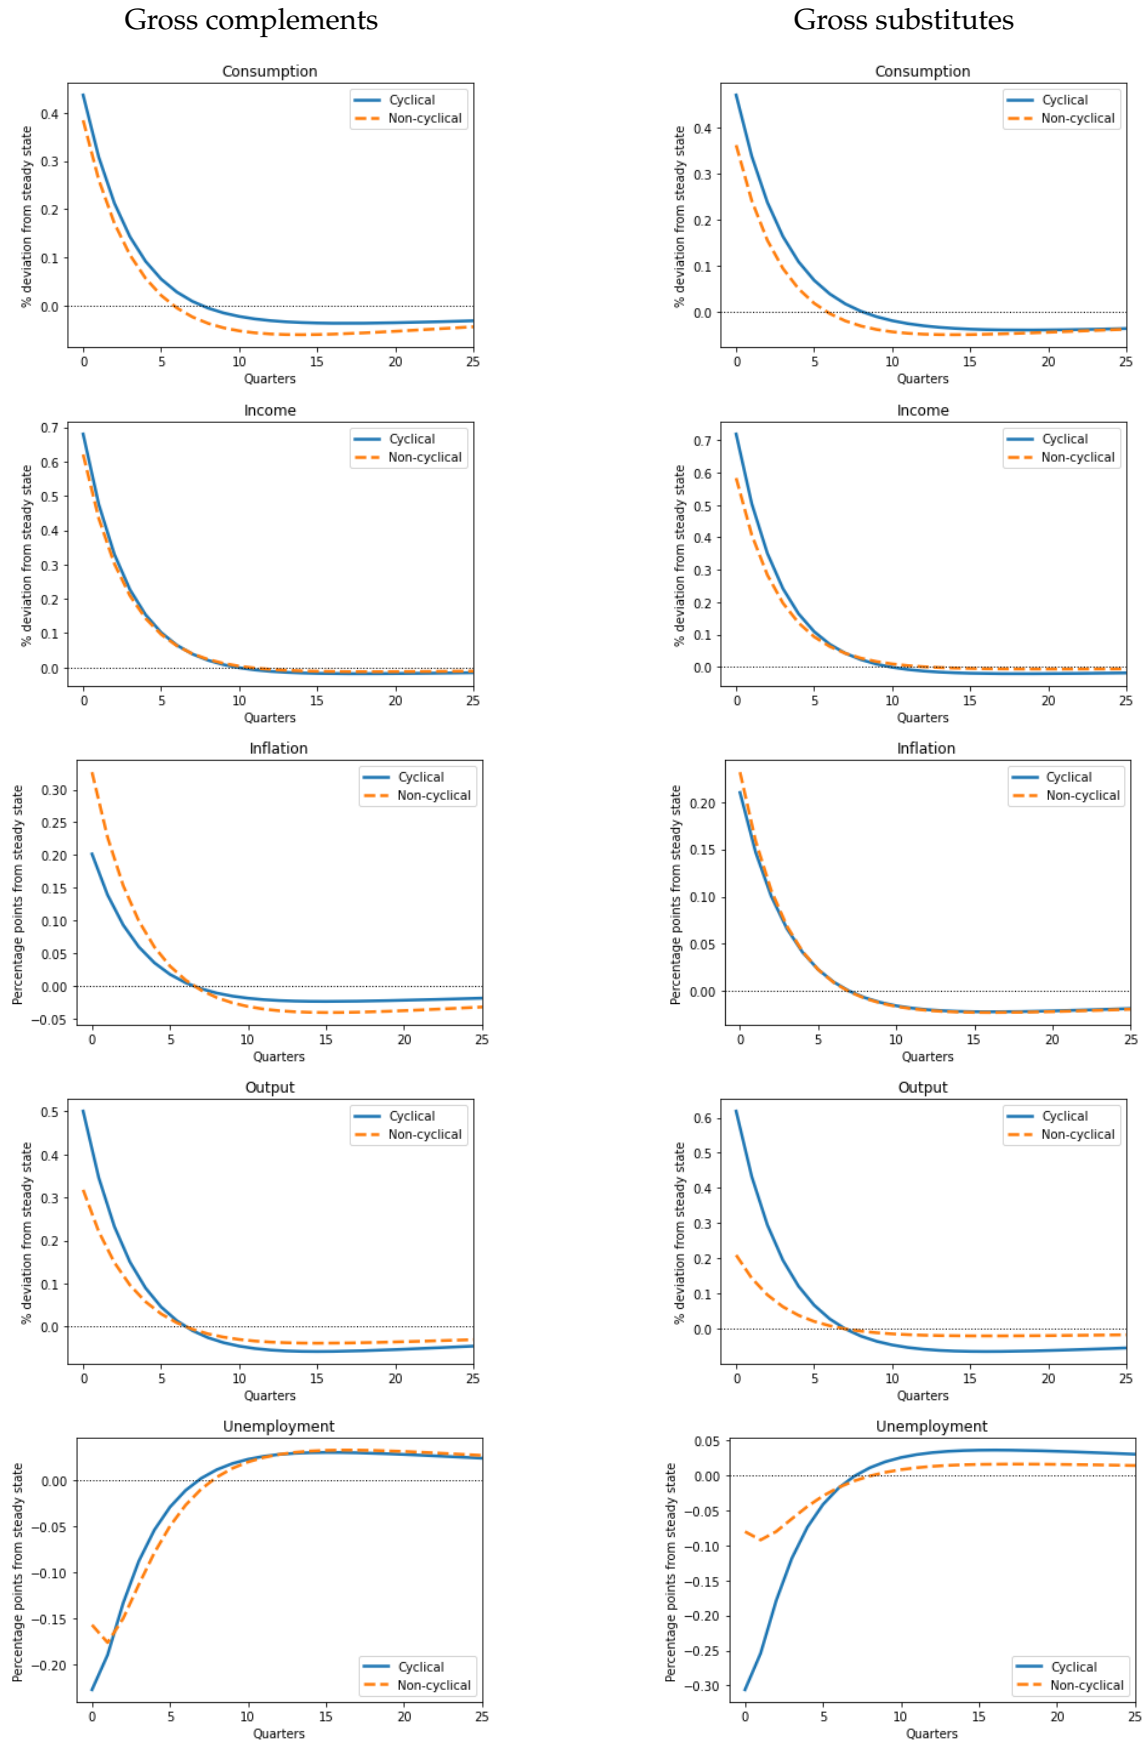 Gross complements
Gross substitutes
Consumption
% deviation from steady state
0.4
0.3
0.2
0.1
0.0
Cyclical
Non-cyclical
0 5 10 15 20 25
Quarters
Consumption
% deviation from steady state
0.4
0.3
0.2
0.1
0.0
Cyclical
Non-cyclical
0 5 10 15 20 25
Quarters
Income
% deviation from steady state
0.7
0.6
0.5
0.4
0.3
0.2
0.1
0.0
Cyclical
Non-cyclical
0 5 10 15 20 25
Quarters
Income
% deviation from steady state
0.7
0.6
0.5
0.4
0.3
0.2
0.1
0.0
Cyclical
Non-cyclical
0 5 10 15 20 25
Quarters
Inflation
Percentage points from steady state
0.30
0.25
0.20
0.15
0.10
0.05
0.00
−0.05
Cyclical
Non-cyclical
0 5 10 15 20 25
Quarters
Inflation
Percentage points from steady state
0.20
0.15
0.10
0.05
0.00
Cyclical
Non-cyclical
0 5 10 15 20 25
Quarters
Output
% deviation from steady state
0.5
0.4
0.3
0.2
0.1
0.0
Cyclical
Non-cyclical
0 5 10 15 20 25
Quarters
Output
% deviation from steady state
0.6
0.5
0.4
0.3
0.2
0.1
0.0
Cyclical
Non-cyclical
0 5 10 15 20 25
Quarters
Unemployment
Percentage points from steady state
0.00
−0.05
−0.10
−0.15
−0.20
Cyclical
Non-cyclical
0 5 10 15 20 25
Quarters
Unemployment
Percentage points from steady state
0.05
0.00
−0.05
−0.10
−0.15
−0.20
−0.25
−0.30
Cyclical
Non-cyclical
0 5 10 15 20 25
Quarters